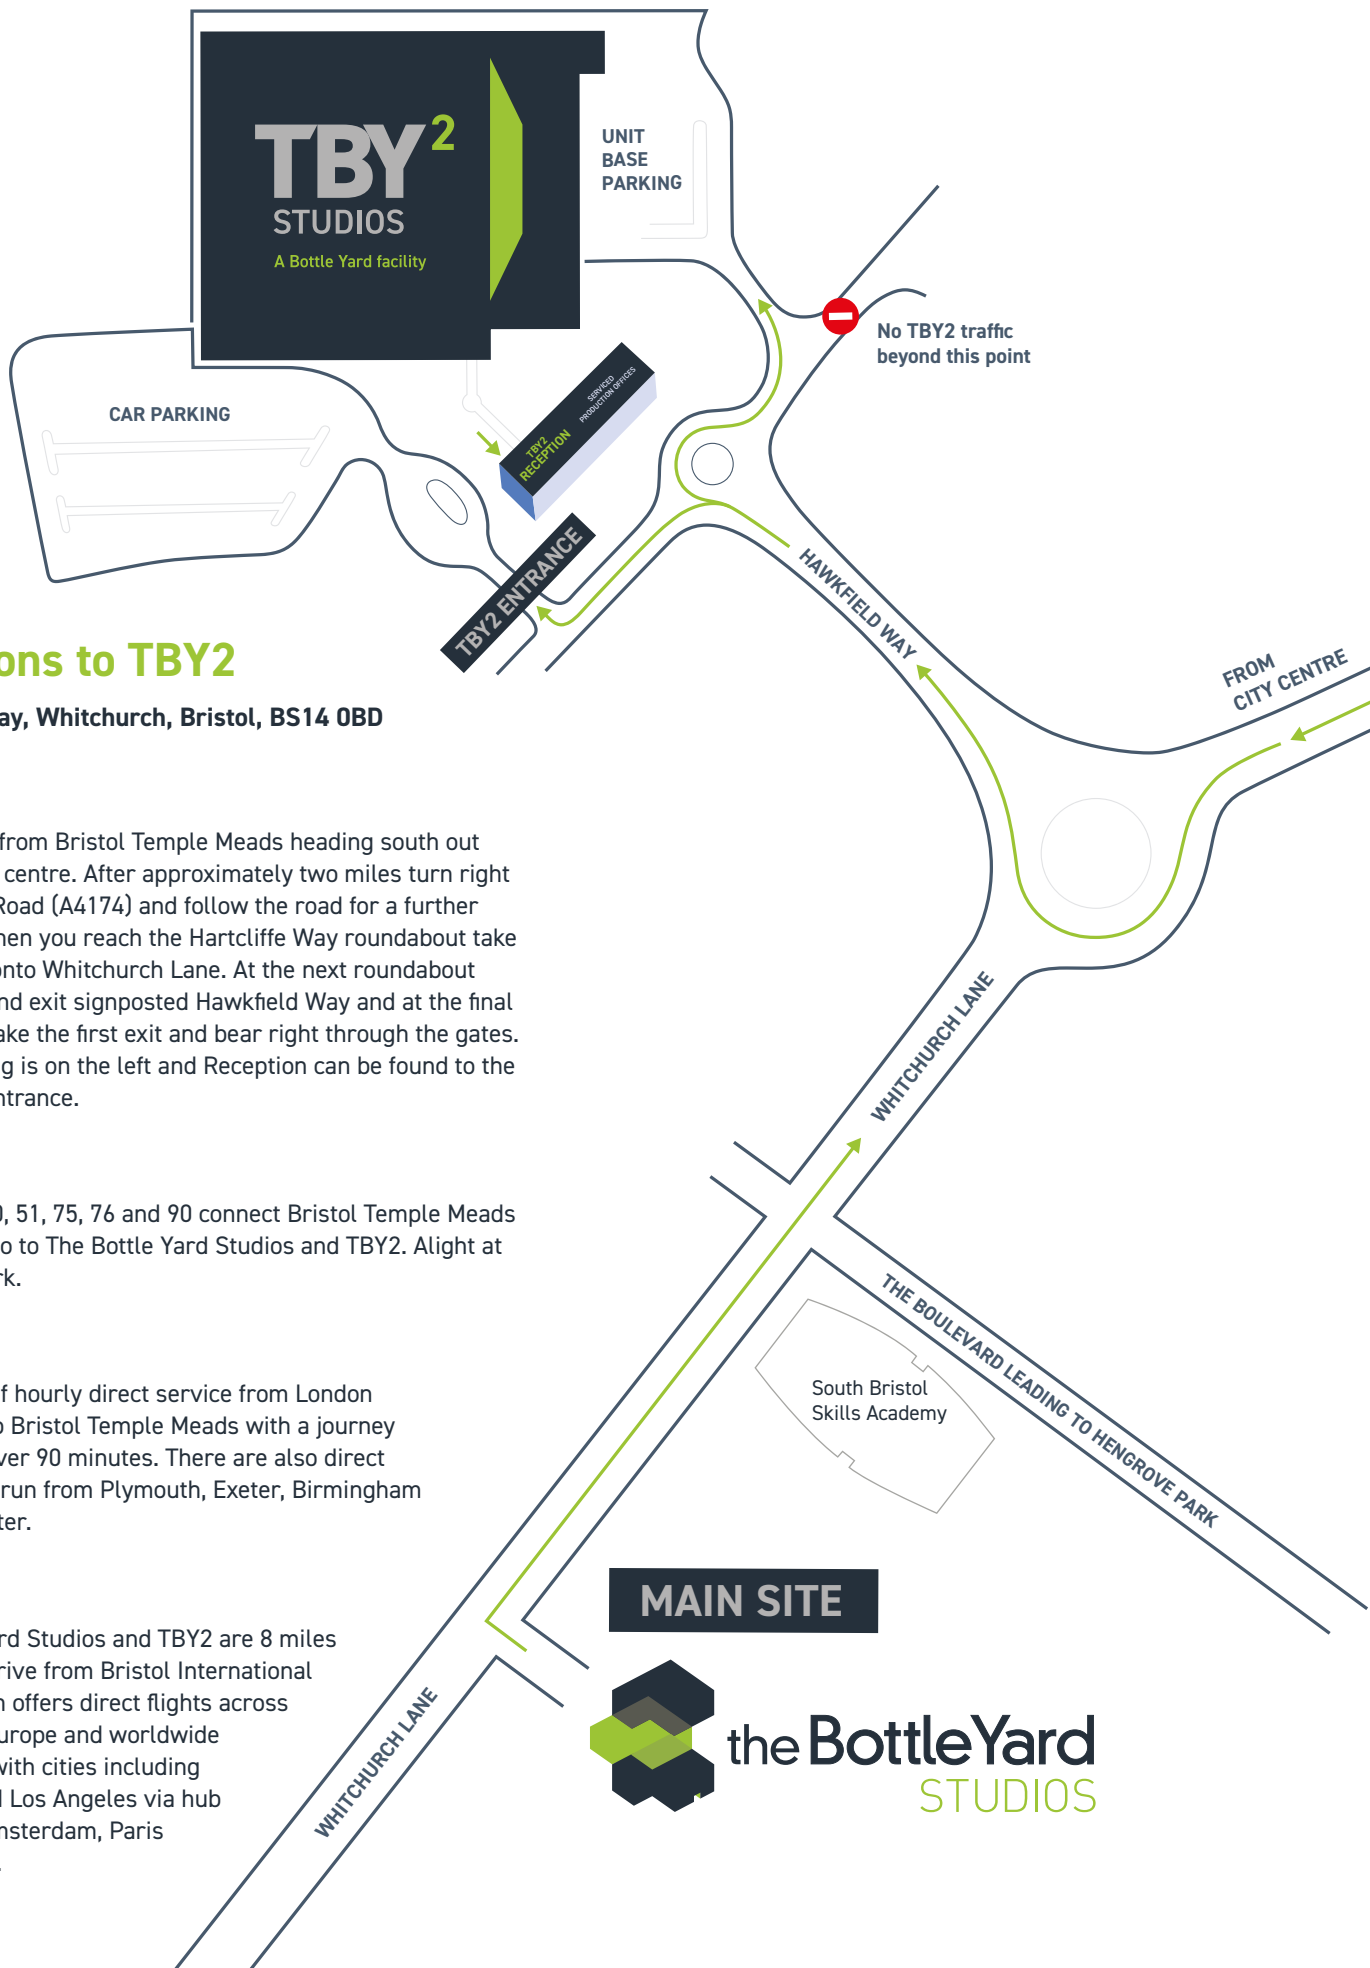 TBY2
STUDIOS
A Bottle Yard facility
UNIT
BASE
PARKING
No TBY2 traffic
beyond this point
CAR PARKING
SERVICED
PRODUCTION OFFICES
TBY2
RECEPTION
TBY2 ENTRANCE
HAWKFIELD WAY
FROM
CITY CENTRE
ons to TBY2
ay, Whitchurch, Bristol, BS14 0BD
from Bristol Temple Meads heading south out
centre. After approximately two miles turn right
Road (A4174) and follow the road for a further
hen you reach the Hartcliffe Way roundabout take
onto Whitchurch Lane. At the next roundabout
nd exit signposted Hawkfield Way and at the final
ake the first exit and bear right through the gates.
g is on the left and Reception can be found to the
ntrance.
WHITCHURCH LANE
0, 51, 75, 76 and 90 connect Bristol Temple Meads
o to The Bottle Yard Studios and TBY2. Alight at
rk.
THE BOULEVARD LEADING TO HENGROVE PARK
South Bristol
Skills Academy
f hourly direct service from London
o Bristol Temple Meads with a journey
ver 90 minutes. There are also direct
run from Plymouth, Exeter, Birmingham
ter.
MAIN SITE
rd Studios and TBY2 are 8 miles
rive from Bristol International
h offers direct flights across
urope and worldwide
with cities including
d Los Angeles via hub
msterdam, Paris
.
WHITCHURCH LANE
the BottleYard
STUDIOS